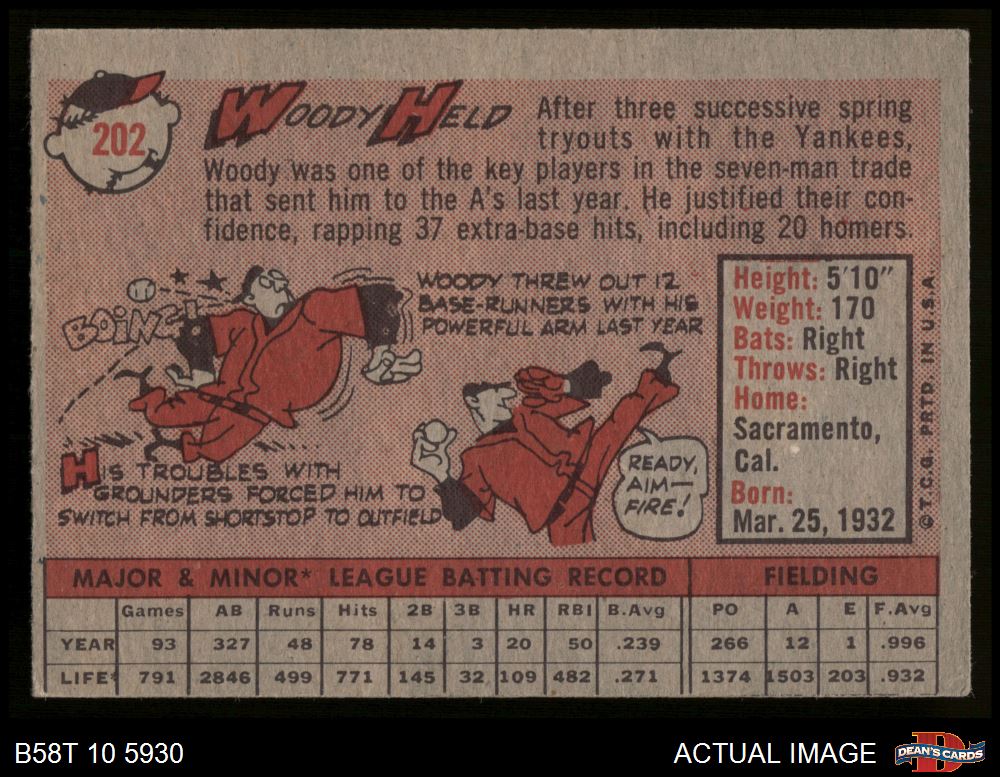 202
Woody Held
After three successive spring
tryouts with the Yankees,
Woody was one of the key players in the seven-man trade
that sent him to the A's last year. He justified their con-
fidence, rapping 37 extra-base hits, including 20 homers.
BOING!
WOODY THREW OUT 12
BASE-RUNNERS WITH HIS
POWERFUL ARM LAST YEAR
HIS TROUBLES WITH
GROUNDERS FORCED HIM TO
SWITCH FROM SHORTSTOP TO OUTFIELD
READY,
AIM—
FIRE!
Height: 5'10"
Weight: 170
Bats: Right
Throws: Right
Home:
Sacramento,
Cal.
Born:
Mar. 25, 1932
© T.C.G. PRTD. IN U.S.A.
MAJOR & MINOR* LEAGUE BATTING RECORD FIELDING
Games AB Runs Hits 2B 3B HR RBI B.Avg PO A E F.Avg
YEAR 93 327 48 78 14 3 20 50 .239 266 12 1 .996
LIFE* 791 2846 499 771 145 32 109 482 .271 1374 1503 203 .932
B58T 10 5930
ACTUAL IMAGE
DEAN'S CARDS